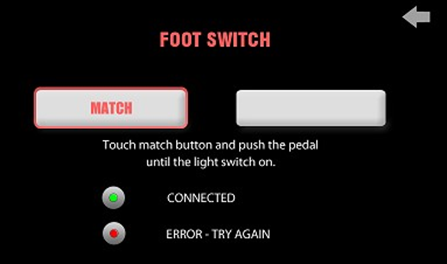 FOOT SWITCH
MATCH
Touch match button and push the pedal
until the light switch on.
CONNECTED
ERROR - TRY AGAIN